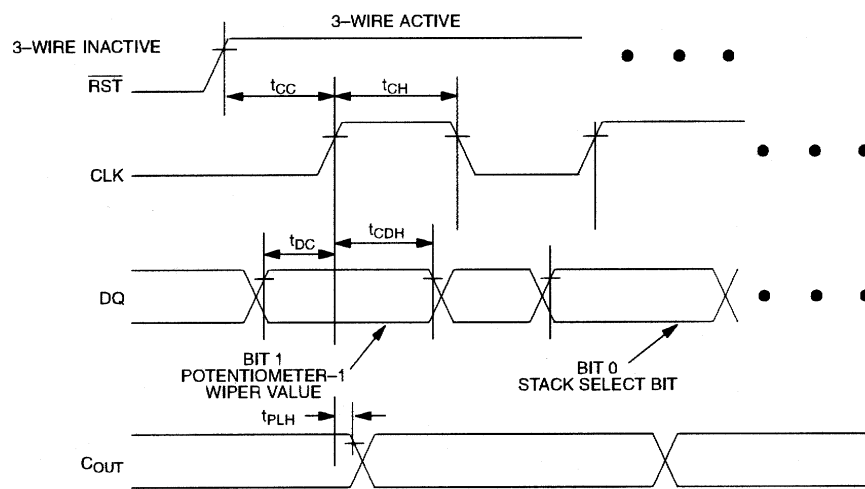 3–WIRE ACTIVE
3–WIRE INACTIVE
RST
tCC
tCH
CLK
tDC
tCDH
DQ
BIT 1
POTENTIOMETER–1
WIPER VALUE
BIT 0
STACK SELECT BIT
tPLH
COUT